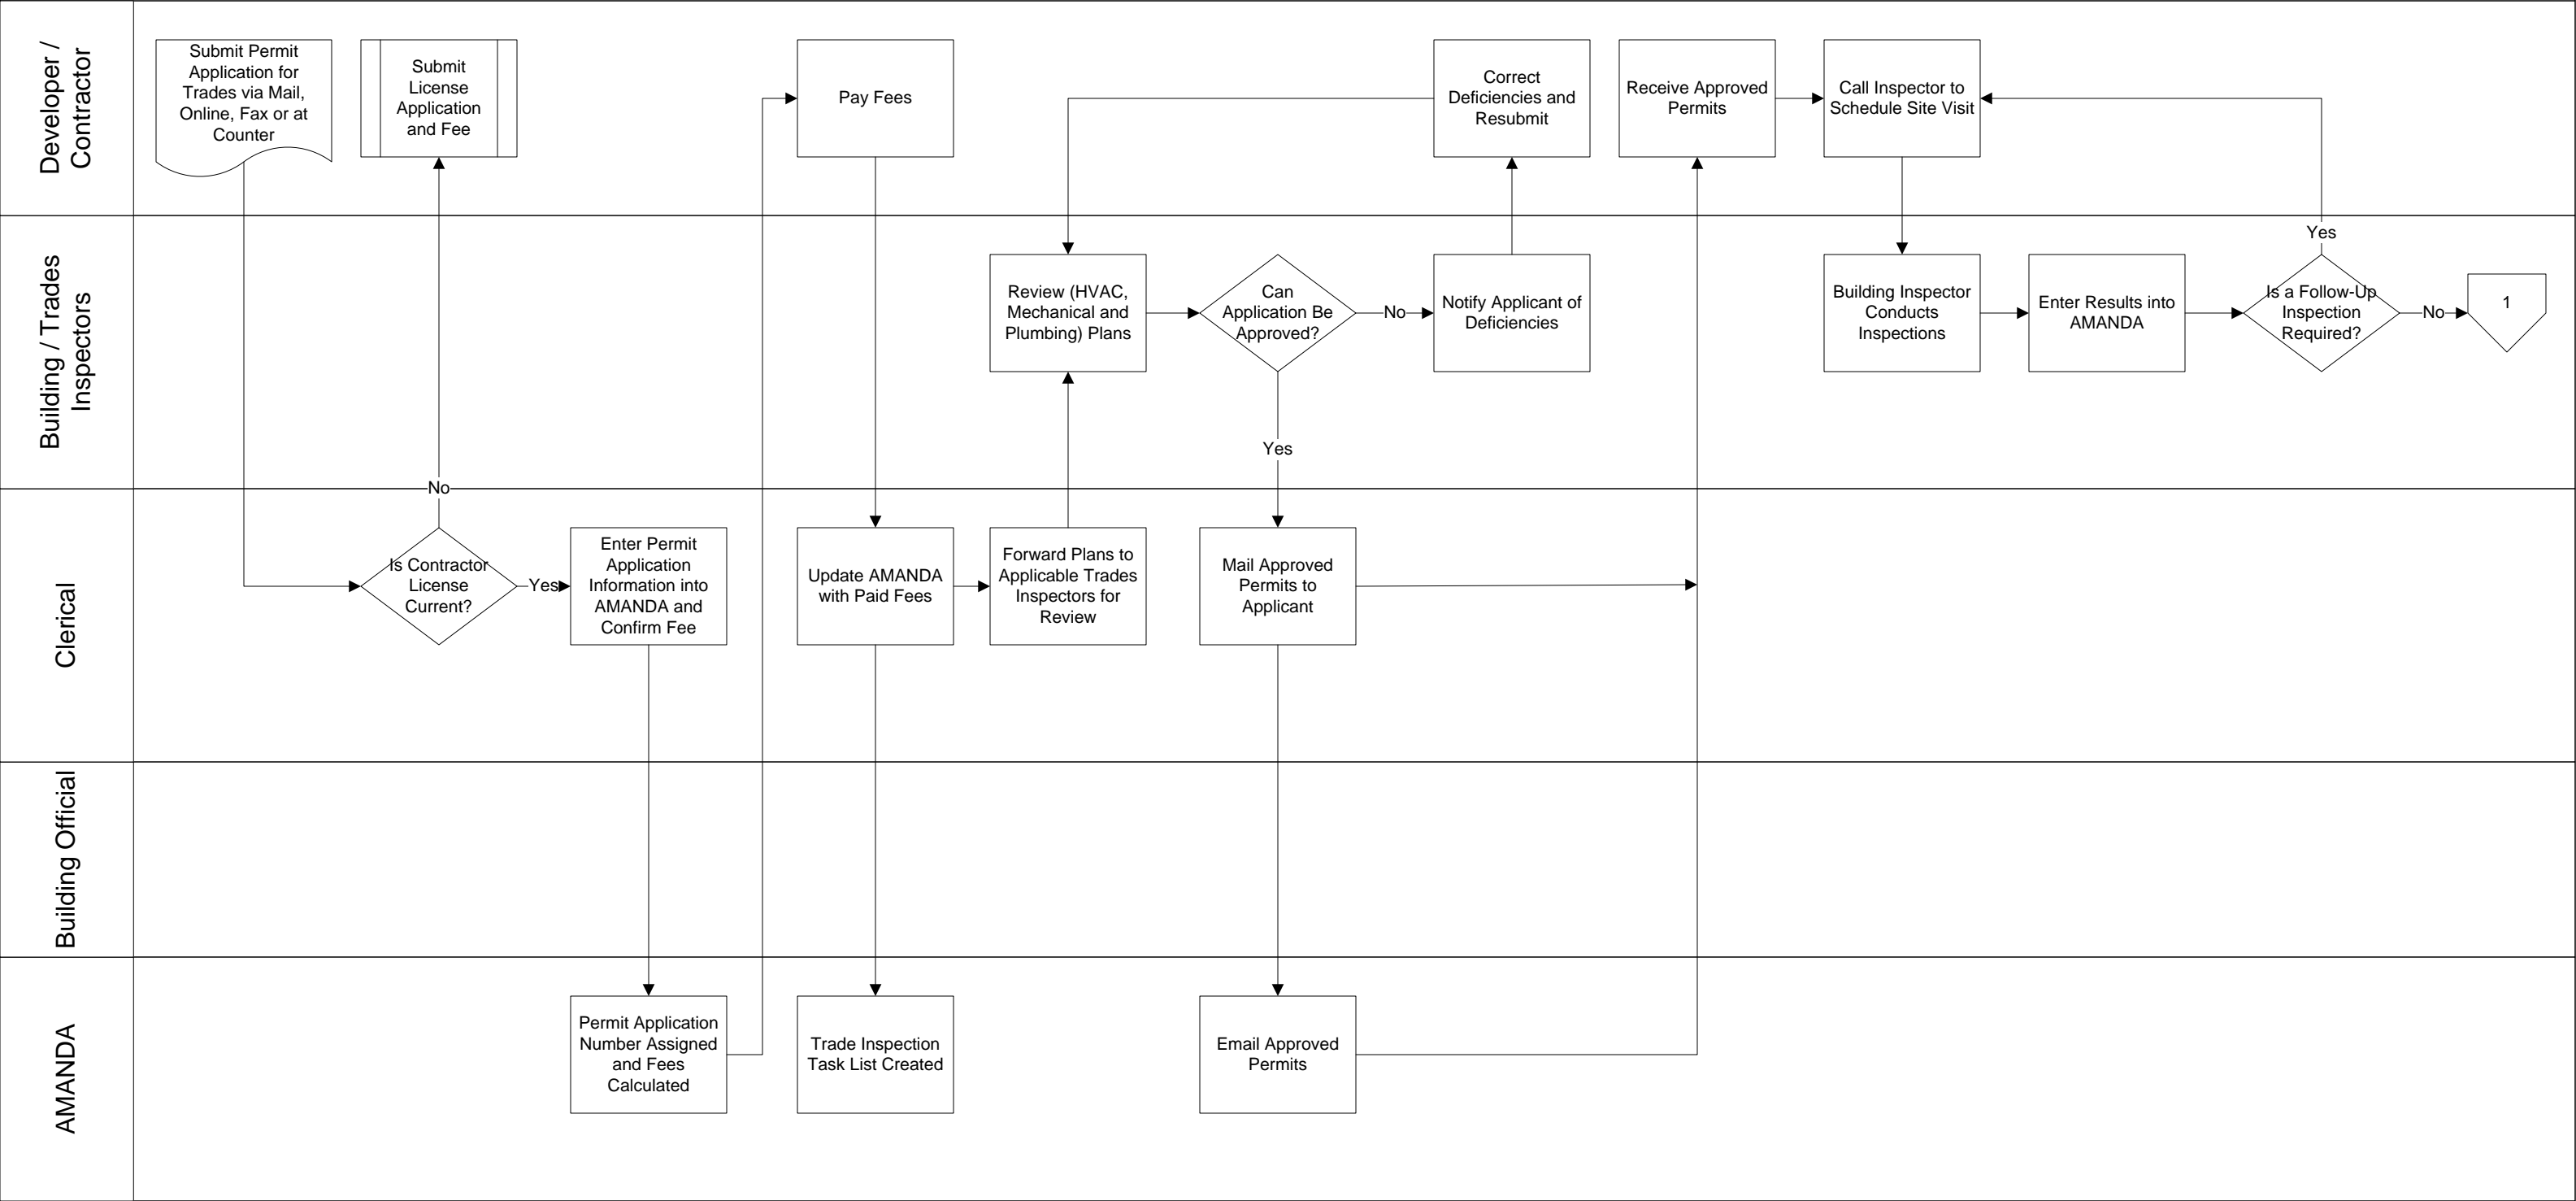 Developer /
Contractor
Submit Permit
Application for
Trades via Mail,
Online, Fax or at
Counter
Submit
License
Application
and Fee
Pay Fees
Correct
Deficiencies and
Resubmit
Receive Approved
Permits
Call Inspector to
Schedule Site Visit
Building / Trades
Inspectors
Review (HVAC,
Mechanical and
Plumbing) Plans
Can
Application Be
Approved?
No
Notify Applicant of
Deficiencies
Yes
Building Inspector
Conducts
Inspections
Enter Results into
AMANDA
Yes
Is a Follow-Up
Inspection
Required?
No
1
Clerical
No
Is Contractor
License
Current?
Yes
Enter Permit
Application
Information into
AMANDA and
Confirm Fee
Update AMANDA
with Paid Fees
Forward Plans to
Applicable Trades
Inspectors for
Review
Mail Approved
Permits to
Applicant
Building Official
AMANDA
Permit Application
Number Assigned
and Fees
Calculated
Trade Inspection
Task List Created
Email Approved
Permits